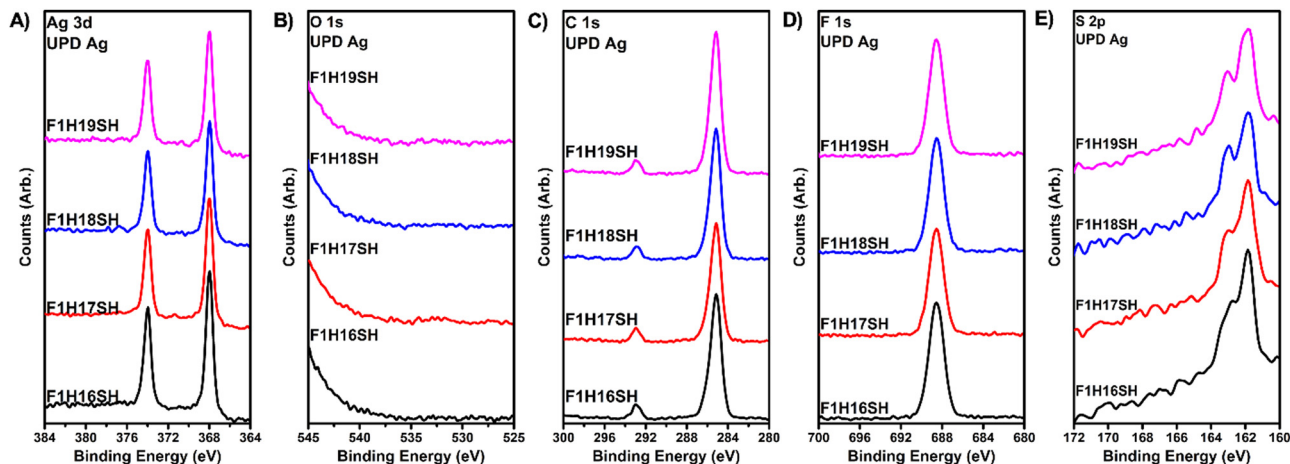 A)
Ag 3d
UPD Ag
F1H19SH
F1H18SH
F1H17SH
F1H16SH
Counts (Arb.)
384 380 376 372 368 364
Binding Energy (eV)
B)
O 1s
UPD Ag
F1H19SH
F1H18SH
F1H17SH
F1H16SH
Counts (Arb.)
545 540 535 530 525
Binding Energy (eV)
C)
C 1s
UPD Ag
F1H19SH
F1H18SH
F1H17SH
F1H16SH
Counts (Arb.)
300 296 292 288 284 280
Binding Energy (eV)
D)
F 1s
UPD Ag
F1H19SH
F1H18SH
F1H17SH
F1H16SH
Counts (Arb.)
700 696 692 688 684 680
Binding Energy (eV)
E)
S 2p
UPD Ag
F1H19SH
F1H18SH
F1H17SH
F1H16SH
Counts (Arb.)
172 170 168 166 164 162 160
Binding Energy (eV)